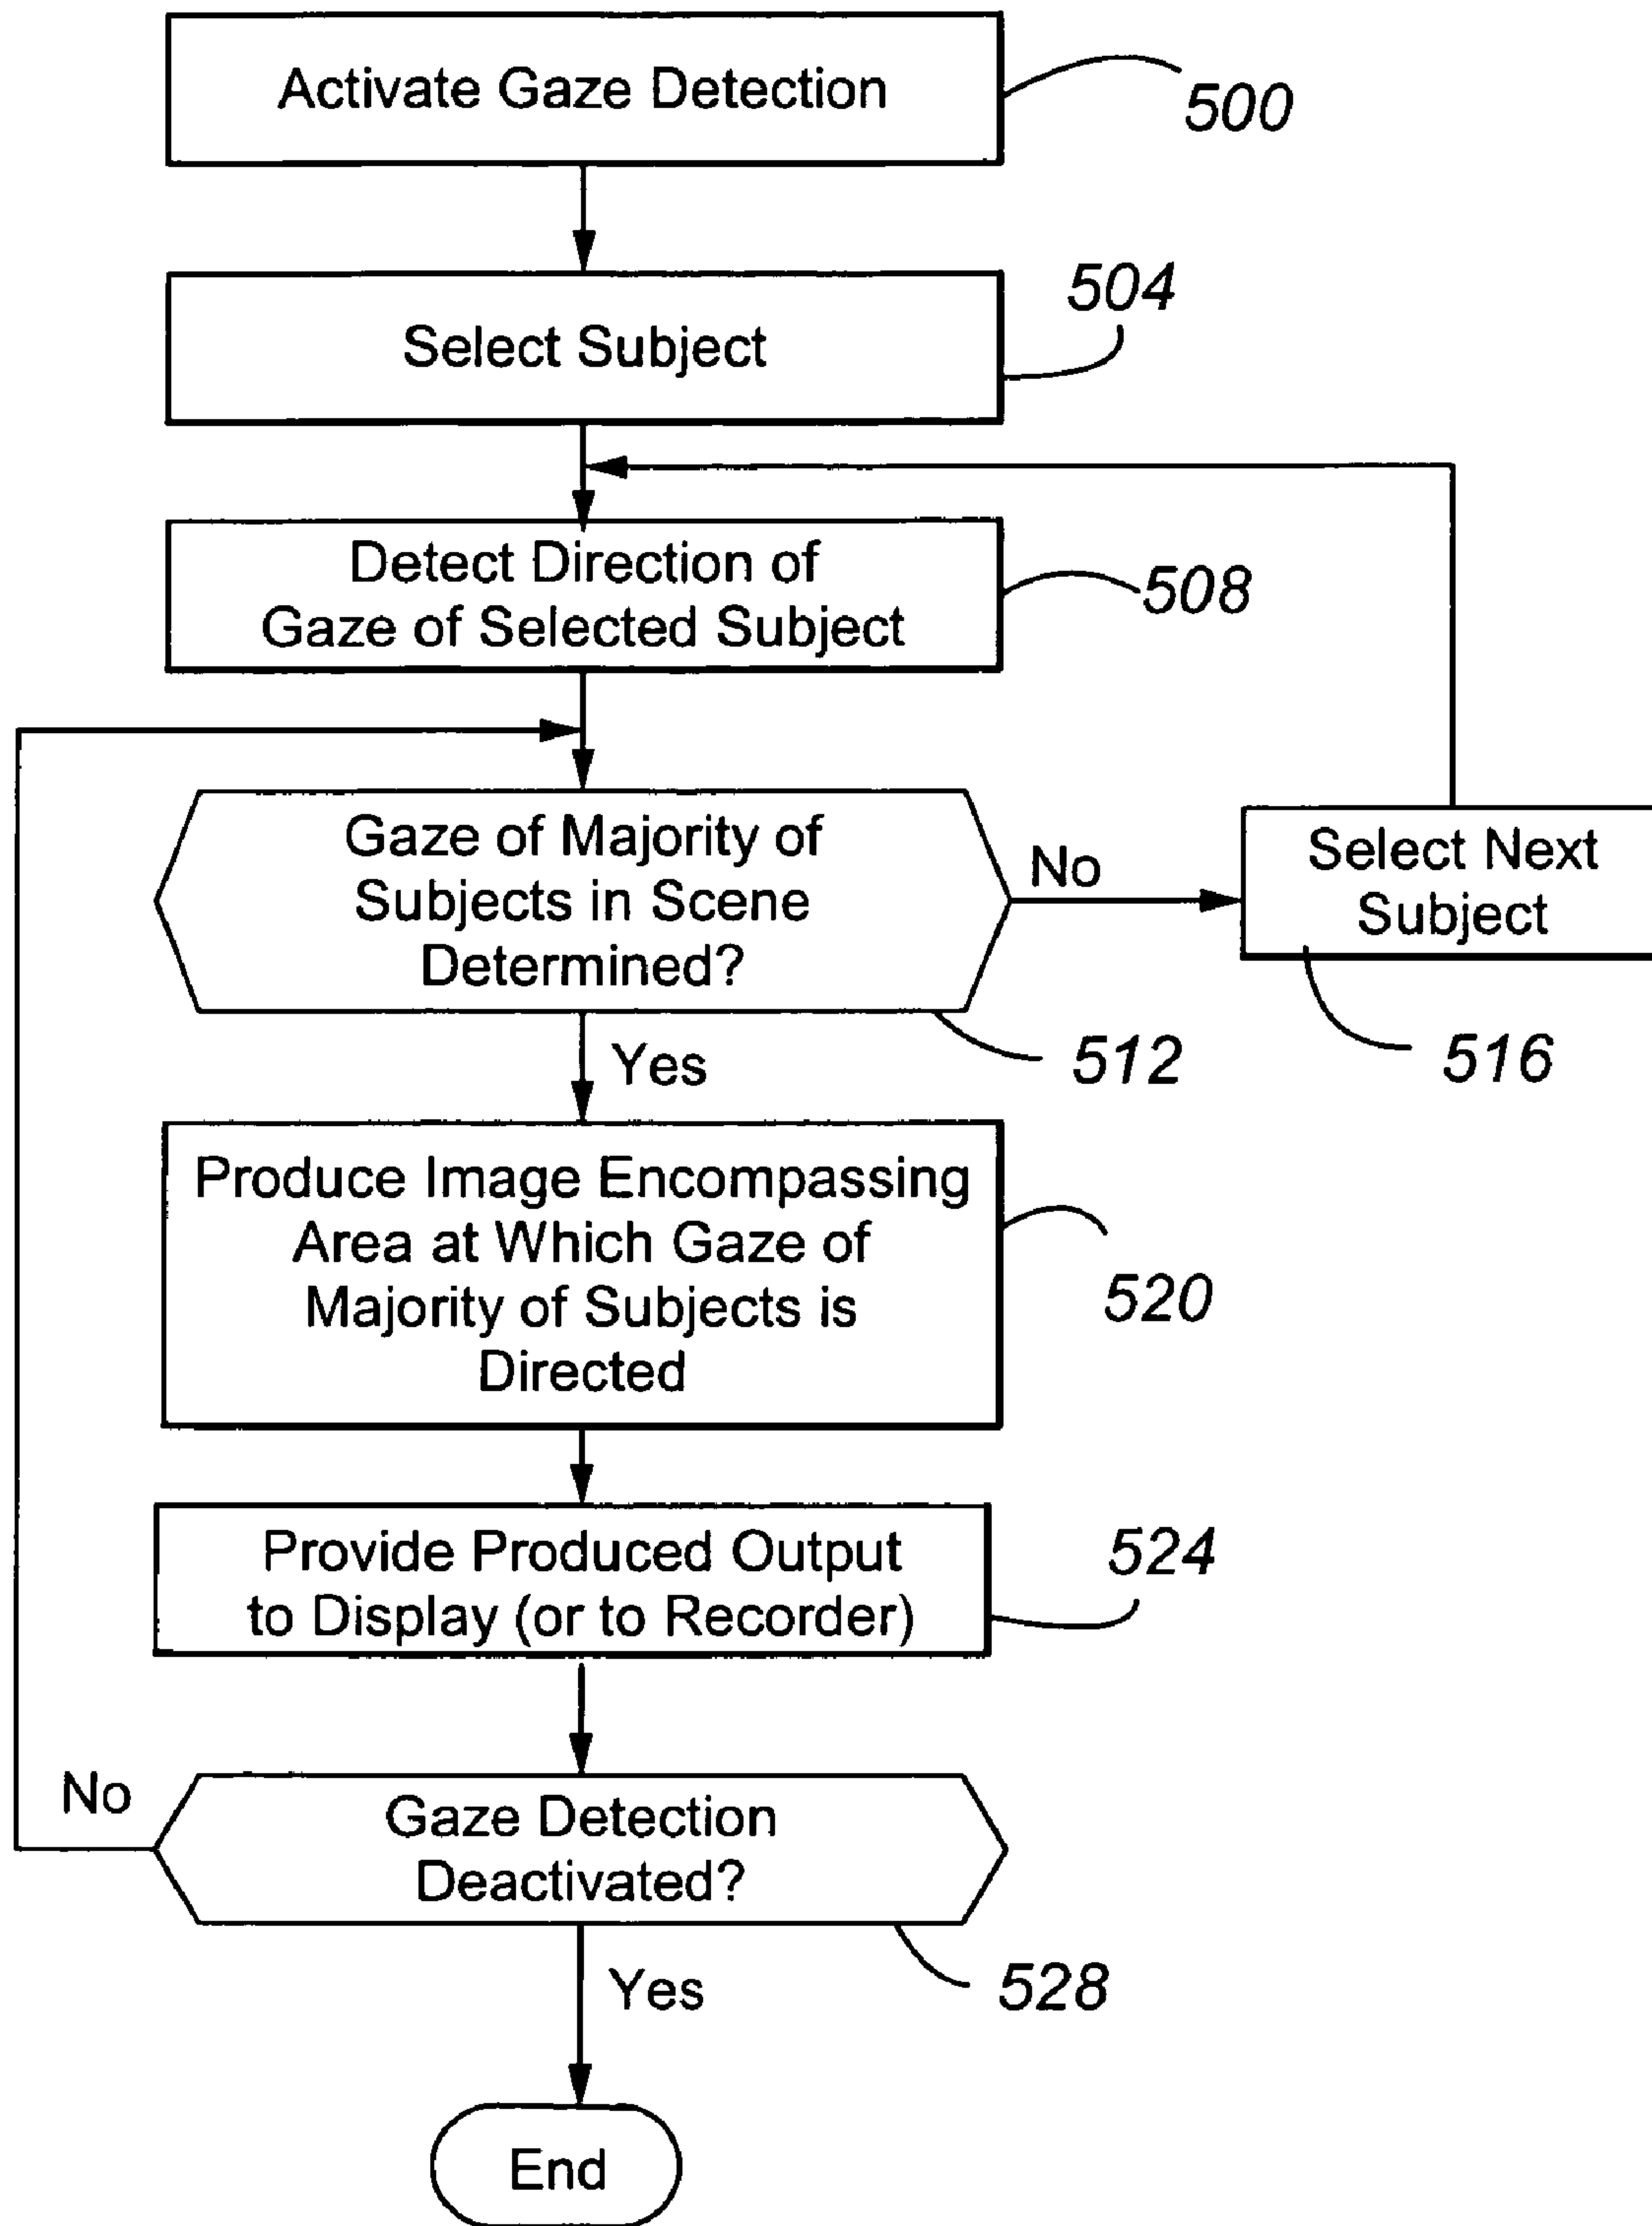 Activate Gaze Detection
500
Select Subject
504
Detect Direction of
Gaze of Selected Subject
508
Gaze of Majority of
Subjects in Scene
Determined?
512
No
Select Next
Subject
516
Yes
Produce Image Encompassing
Area at Which Gaze of
Majority of Subjects is
Directed
520
Provide Produced Output
to Display (or to Recorder)
524
No
Gaze Detection
Deactivated?
528
Yes
End